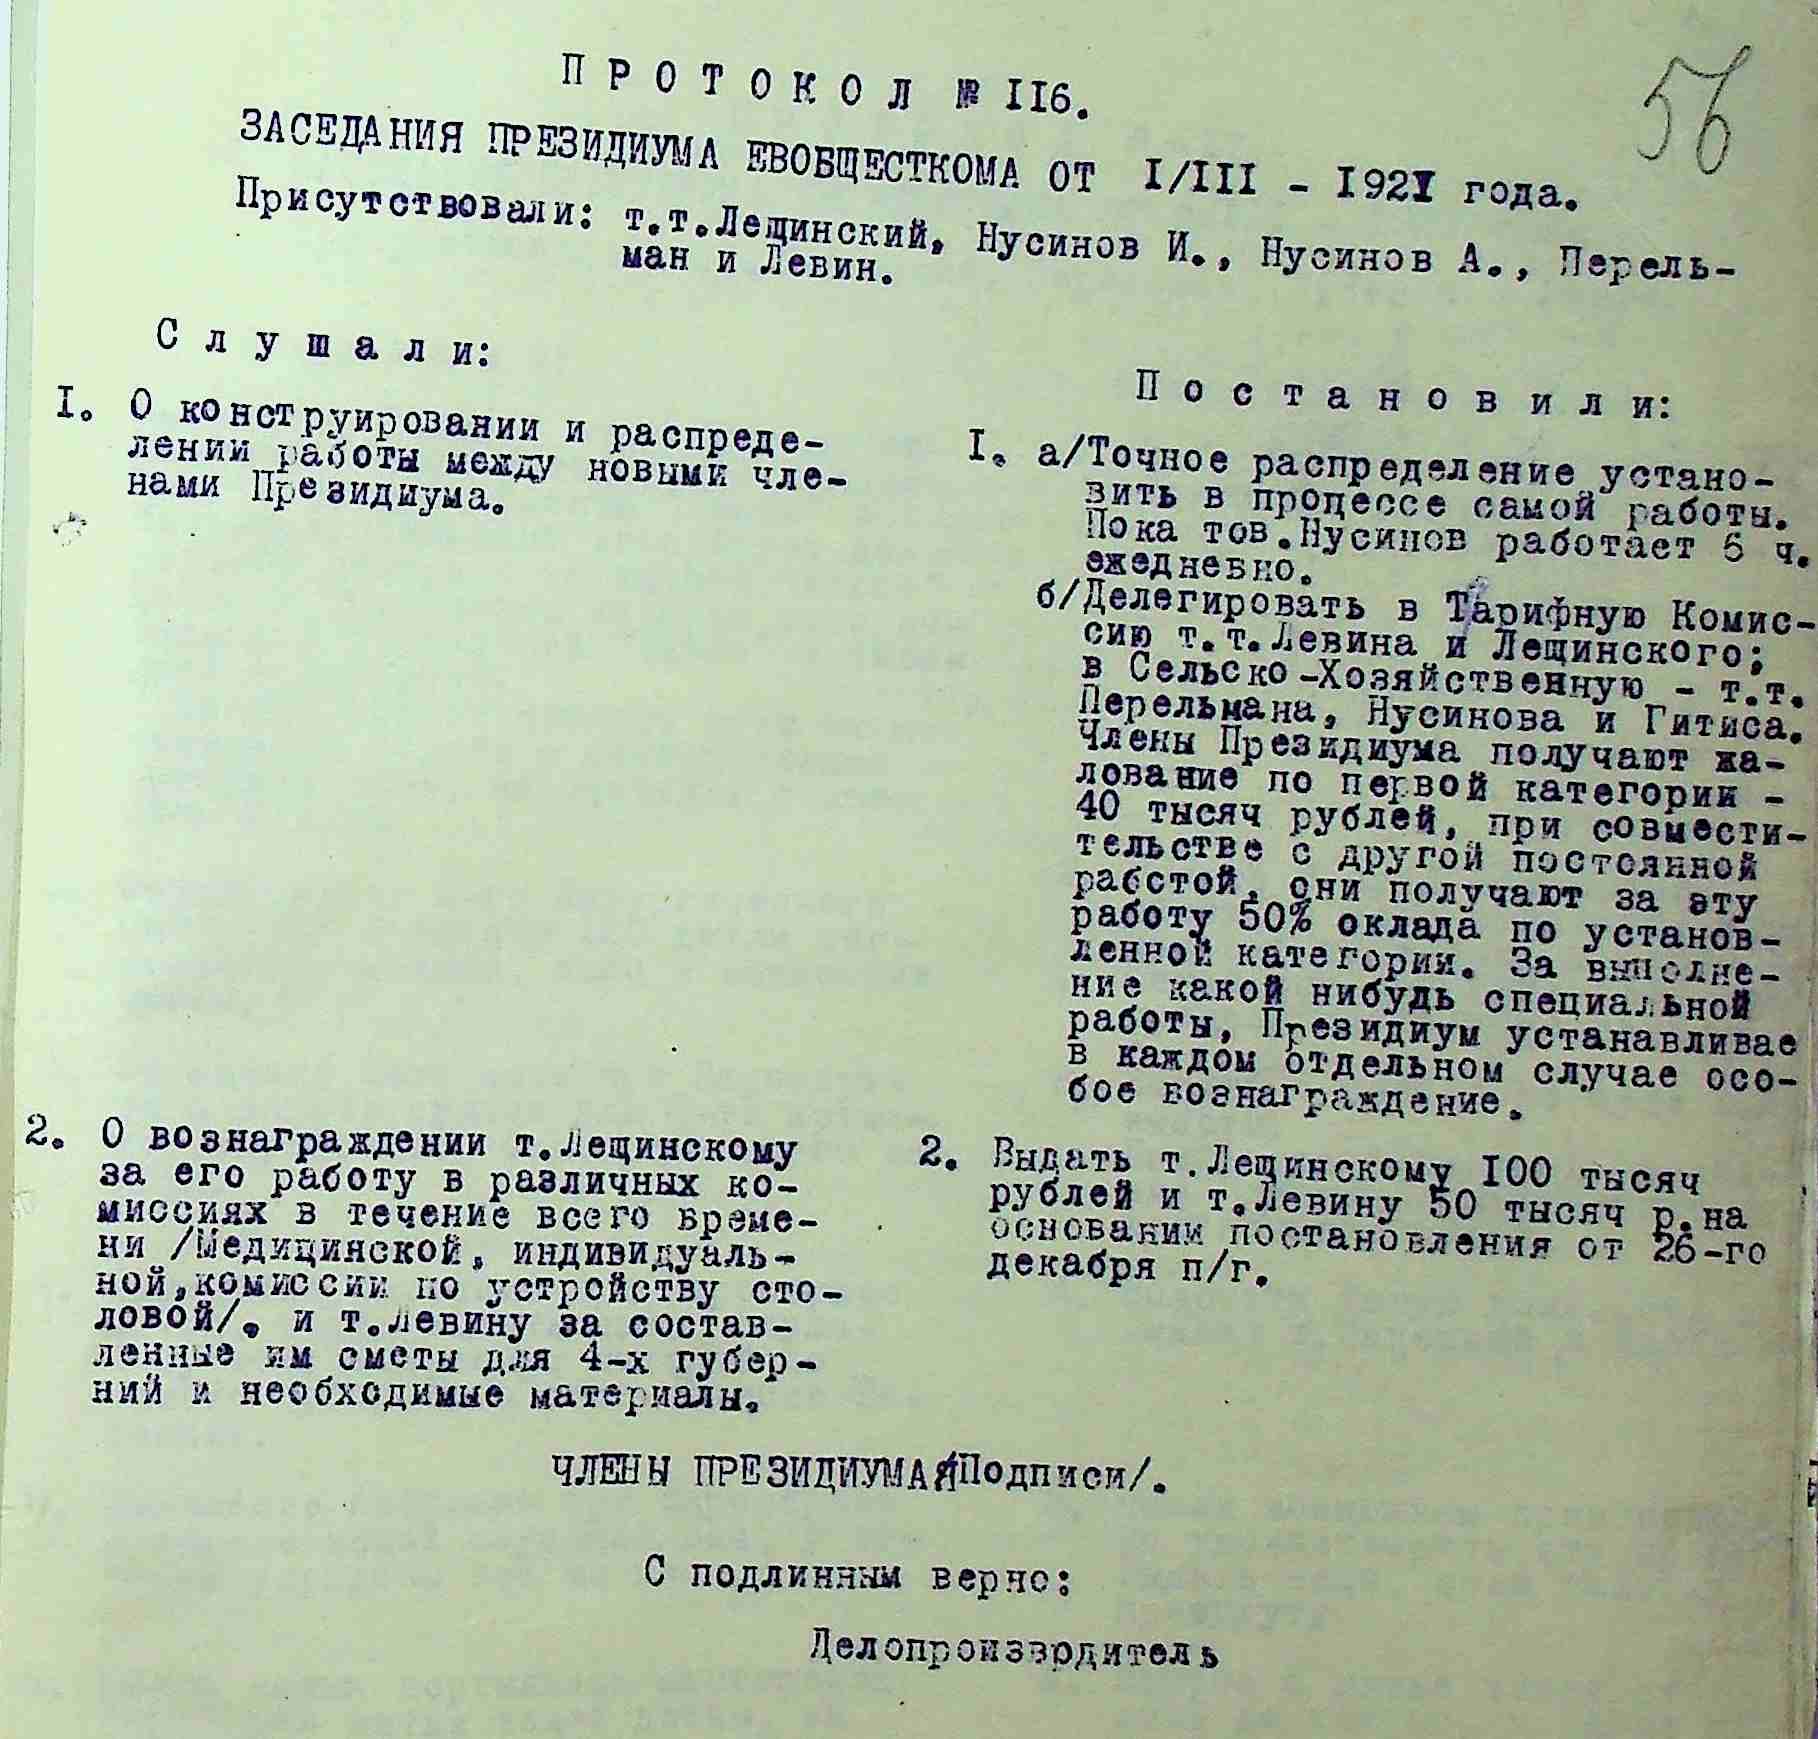 56
П Р О Т О К О Л № II6.
ЗАСЕДАНИЯ ПРЕЗИДИУМА ЕВОБЩЕСТКОМА ОТ I/III - I92I года.
Присутствовали: т.т.Лещинский, Нусинов И., Нусинов А., Перель-
ман и Левин.
С л у ш а л и:
I. О конструировании и распреде-
лении работы между новыми чле-
нами Президиума.
П о с т а н о в и л и:
I. а/Точное распределение устано-
вить в процессе самой работы.
Пока тов.Нусинов работает 6 ч.
ежедневно.
б/Делегировать в Тарифную Комис-
сию т.т.Левина и Лещинского;
в Сельско-Хозяйственную - т.т.
Перельмана, Нусинова и Гитиса.
Члены Президиума получают жа-
лование по первой категории -
40 тысяч рублей, при совмести-
тельстве с другой постоянной
работой, они получают за эту
работу 50% оклада по установ-
ленной категории. За выполне-
ние какой нибудь специальной
работы, Президиум устанавливае
в каждом отдельном случае осо-
бое вознаграждение.
2. О вознаграждении т.Лещинскому
за его работу в различных ко-
миссиях в течение всего време-
ни /Медицинской, индивидуаль-
ной,комиссии по устройству сто-
ловой/. и т.Левину за состав-
ленные им сметы для 4-х губер-
ний и необходимые материалы.
2. Выдать т.Лещинскому I00 тысяч
рублей и т.Левину 50 тысяч р.на
основании постановления от 26-го
декабря п/г.
ЧЛЕНЫ ПРЕЗИДИУМА/Подписи/.
С подлинным верно:
Делопроизврдитель